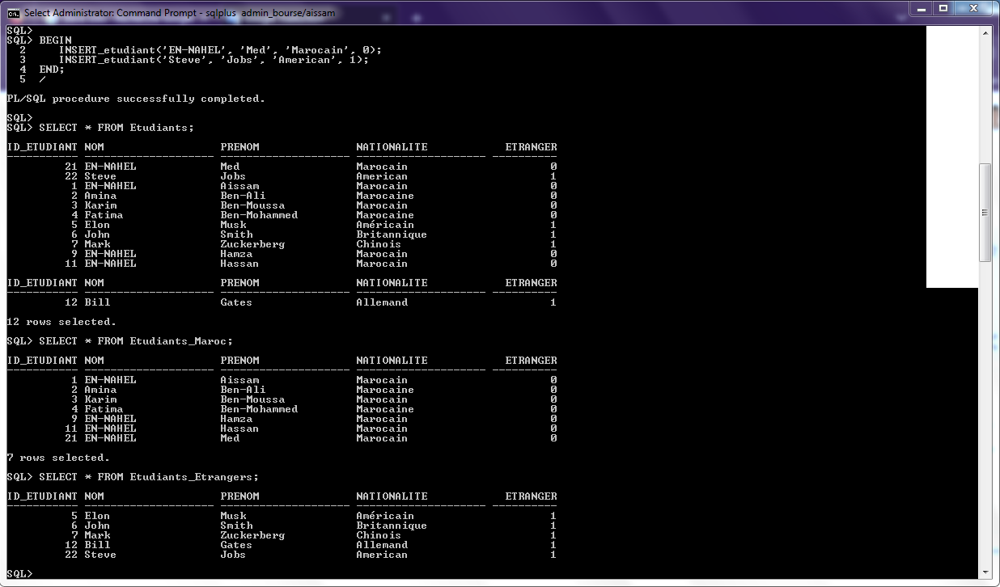 Select Administrator: Command Prompt - sqlplus  admin_bourse/aissam
SQL>
SQL> BEGIN
  2     INSERT_etudiant('EN-NAHEL', 'Med', 'Marocain', 0);
  3     INSERT_etudiant('Steve', 'Jobs', 'American', 1);
  4  END;
  5  /
PL/SQL procedure successfully completed.
SQL>
SQL> SELECT * FROM Etudiants;
ID_ETUDIANT NOM                  PRENOM               NATIONALITE            ETRANGER
----------- -------------------- -------------------- -------------------- ----------
         21 EN-NAHEL             Med                  Marocain                      0
         22 Steve                Jobs                 American                      1
          1 EN-NAHEL             Aissam               Marocain                      0
          2 Amina                Ben-Ali              Marocaine                     0
          3 Karim                Ben-Moussa           Marocain                      0
          4 Fatima               Ben-Mohammed         Marocaine                     0
          5 Elon                 Musk                 Américain                     1
          6 John                 Smith                Britannique                   1
          7 Mark                 Zuckerberg           Chinois                       1
          9 EN-NAHEL             Hamza                Marocain                      0
         11 EN-NAHEL             Hassan               Marocain                      0
ID_ETUDIANT NOM                  PRENOM               NATIONALITE            ETRANGER
----------- -------------------- -------------------- -------------------- ----------
         12 Bill                 Gates                Allemand                      1
12 rows selected.
SQL> SELECT * FROM Etudiants_Maroc;
ID_ETUDIANT NOM                  PRENOM               NATIONALITE            ETRANGER
----------- -------------------- -------------------- -------------------- ----------
          1 EN-NAHEL             Aissam               Marocain                      0
          2 Amina                Ben-Ali              Marocaine                     0
          3 Karim                Ben-Moussa           Marocain                      0
          4 Fatima               Ben-Mohammed         Marocaine                     0
          9 EN-NAHEL             Hamza                Marocain                      0
         11 EN-NAHEL             Hassan               Marocain                      0
         21 EN-NAHEL             Med                  Marocain                      0
7 rows selected.
SQL> SELECT * FROM Etudiants_Etrangers;
ID_ETUDIANT NOM                  PRENOM               NATIONALITE            ETRANGER
----------- -------------------- -------------------- -------------------- ----------
          5 Elon                 Musk                 Américain                     1
          6 John                 Smith                Britannique                   1
          7 Mark                 Zuckerberg           Chinois                       1
         12 Bill                 Gates                Allemand                      1
         22 Steve                Jobs                 American                      1
SQL>